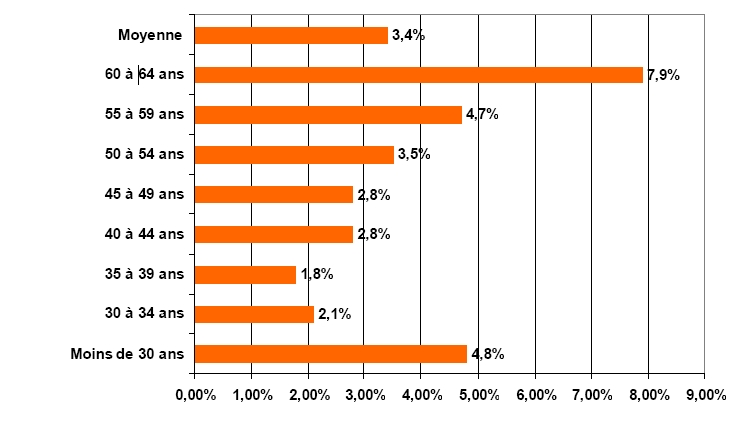 Moyenne 3,4%
60 à 64 ans 7,9%
55 à 59 ans 4,7%
50 à 54 ans 3,5%
45 à 49 ans 2,8%
40 à 44 ans 2,8%
35 à 39 ans 1,8%
30 à 34 ans 2,1%
Moins de 30 ans 4,8%
0,00% 1,00% 2,00% 3,00% 4,00% 5,00% 6,00% 7,00% 8,00% 9,00%